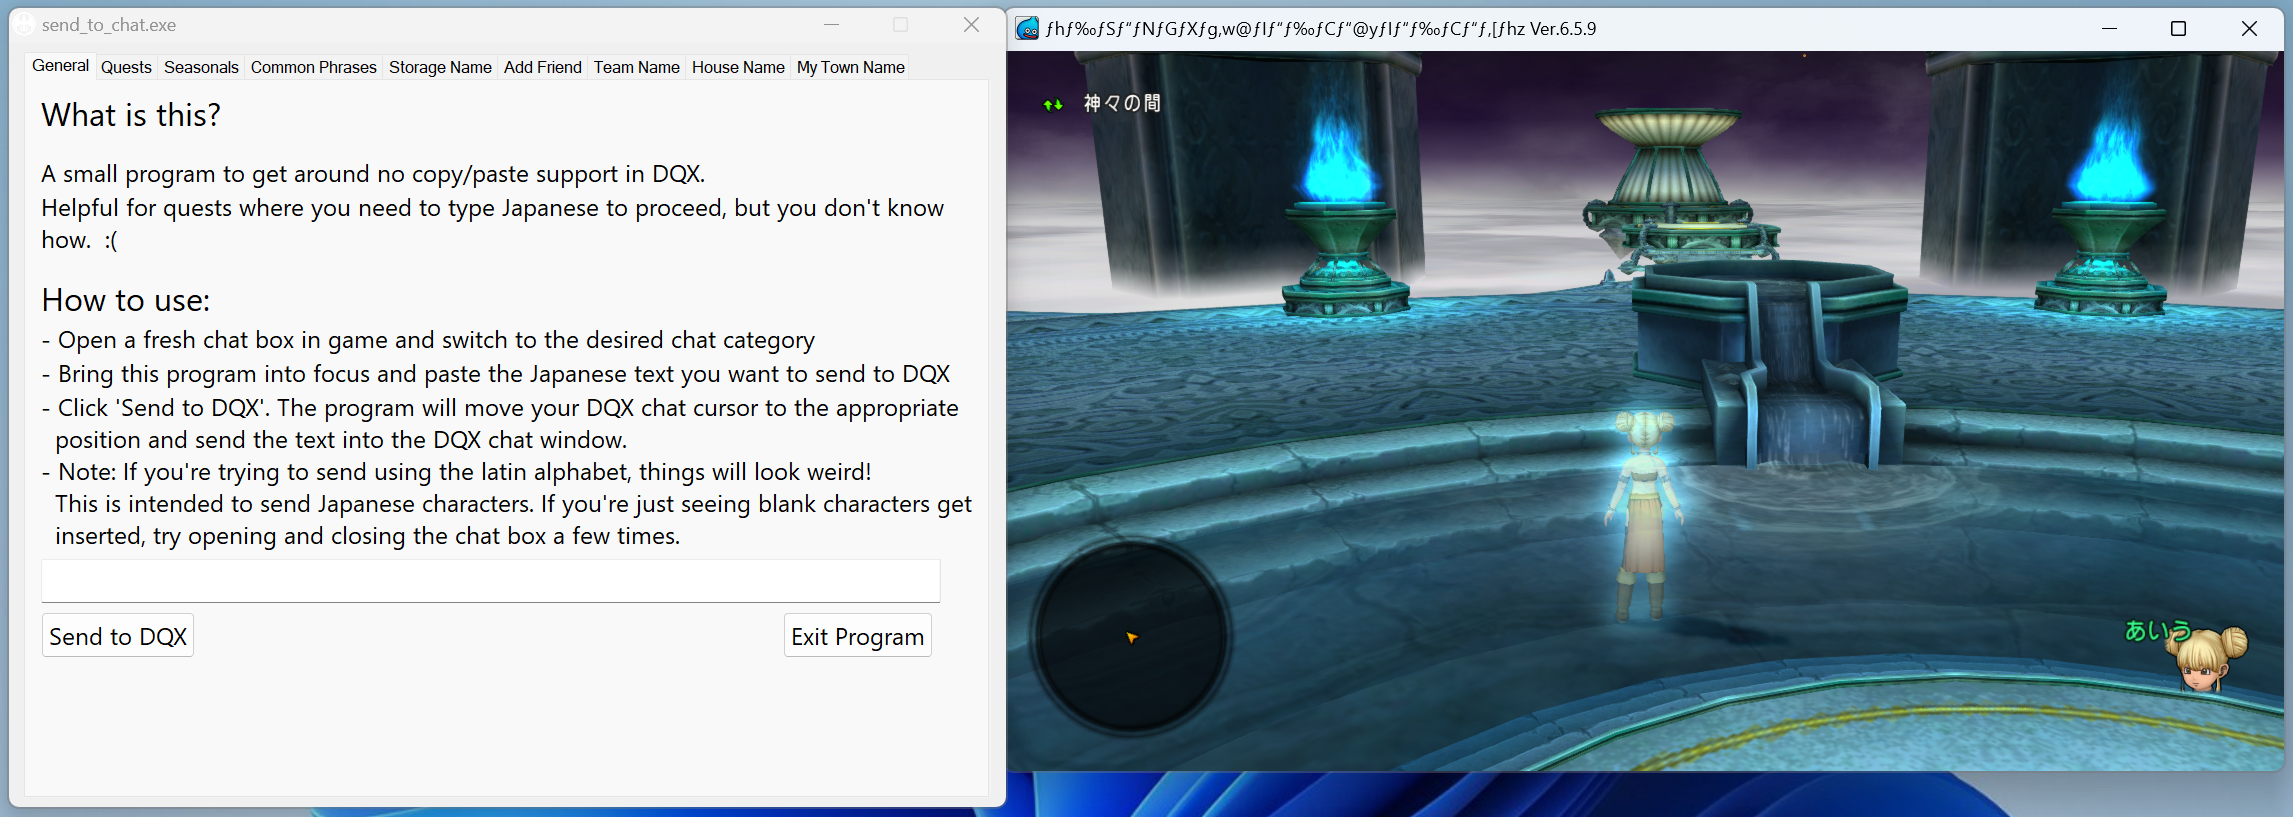 send_to_chat.exe
General Quests Seasonals Common Phrases Storage Name Add Friend Team Name House Name My Town Name
What is this?
A small program to get around no copy/paste support in DQX.
Helpful for quests where you need to type Japanese to proceed, but you don't know
how.  :(
How to use:
- Open a fresh chat box in game and switch to the desired chat category
- Bring this program into focus and paste the Japanese text you want to send to DQX
- Click 'Send to DQX'. The program will move your DQX chat cursor to the appropriate
position and send the text into the DQX chat window.
- Note: If you're trying to send using the latin alphabet, things will look weird!
This is intended to send Japanese characters. If you're just seeing blank characters get
inserted, try opening and closing the chat box a few times.
Send to DQX
Exit Program
ƒhƒ‰ƒSƒ“ƒNƒGƒXƒg‚w@ƒIƒ“ƒ‰ƒCƒ“@yƒIƒ“ƒ‰ƒCƒ“ƒ‚[ƒhz Ver.6.5.9
神々の間
あいう